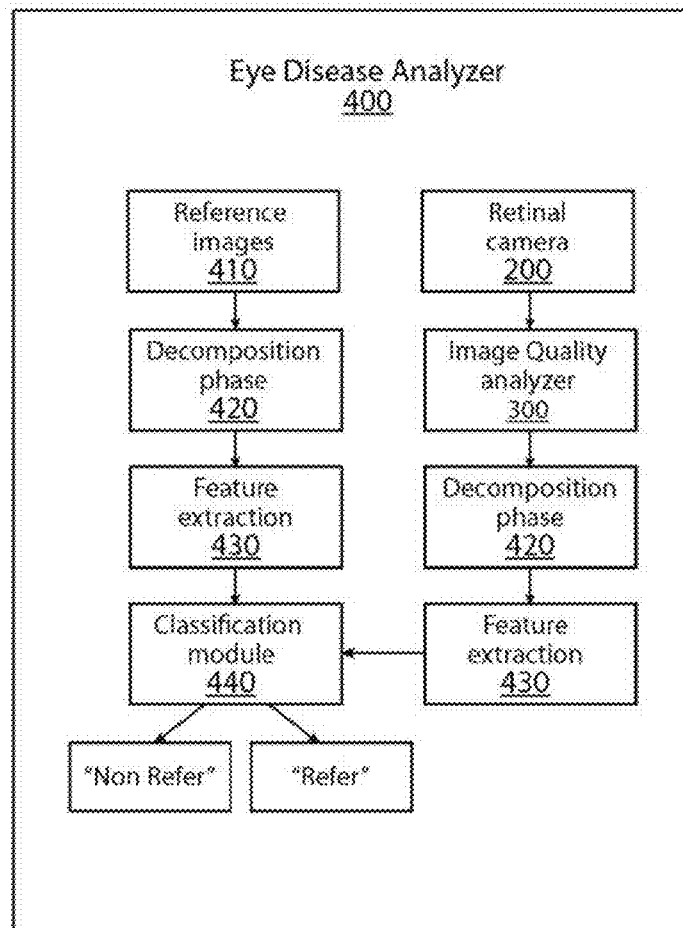 Eye Disease Analyzer
400
Reference
images
410
Decomposition
phase
420
Feature
extraction
430
Classification
module
440
Retinal
camera
200
Image Quality
analyzer
300
Decomposition
phase
420
Feature
extraction
430
"Non Refer"
"Refer"